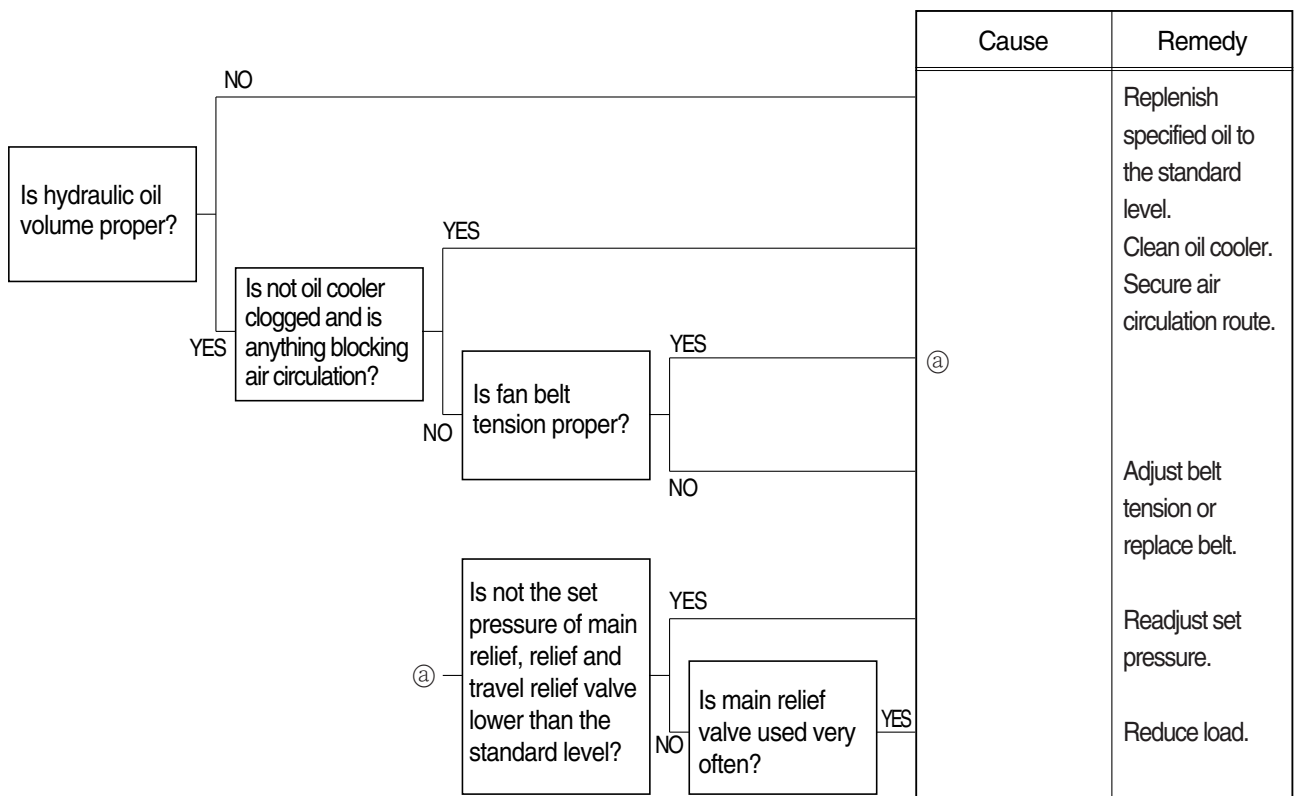 Cause
Remedy
NO
Is hydraulic oil
volume proper?
YES
Is not oil cooler
clogged and is
anything blocking
air circulation?
YES
NO
Is fan belt
tension proper?
YES
NO
ⓐ
Replenish
specified oil to
the standard
level.
Clean oil cooler.
Secure air
circulation route.
Adjust belt
tension or
replace belt.
ⓐ
Is not the set
pressure of main
relief, relief and
travel relief valve
lower than the
standard level?
YES
NO
Is main relief
valve used very
often?
YES
Readjust set
pressure.
Reduce load.